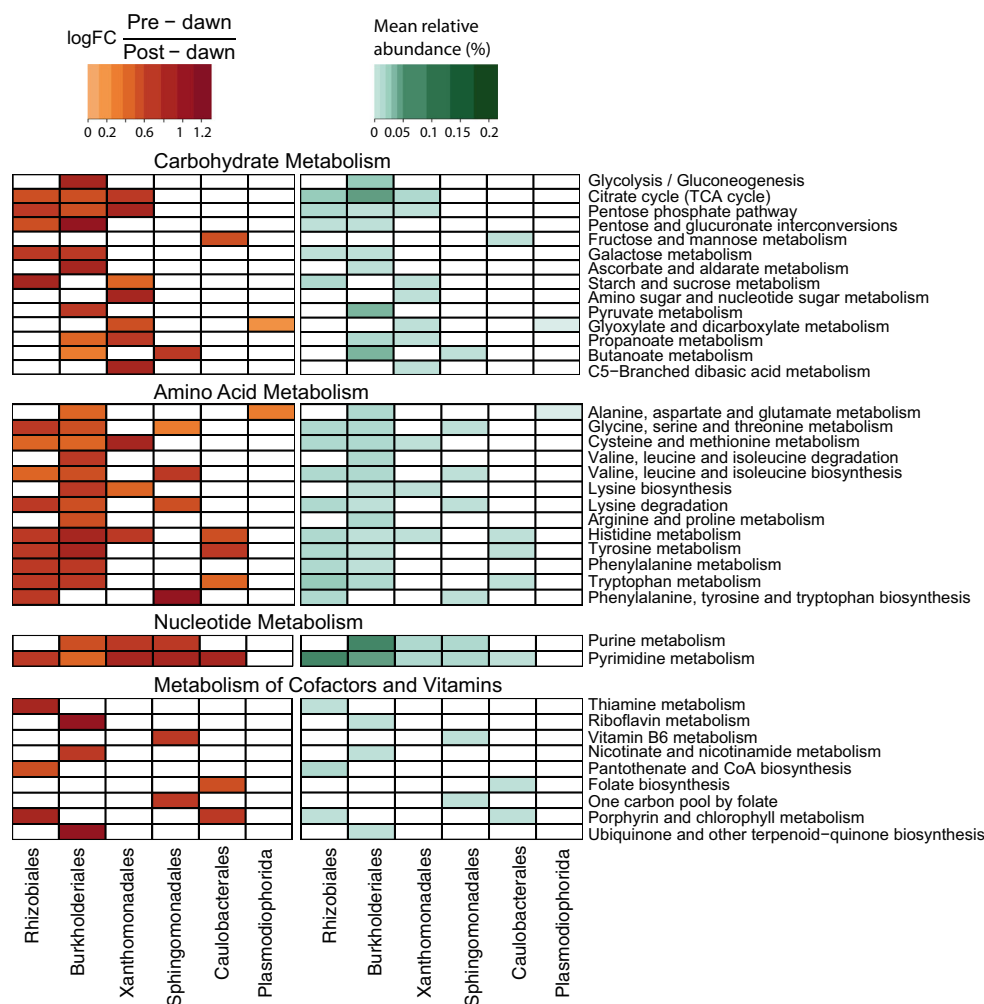 logFC Pre − dawn
Post − dawn
Mean relative
abundance (%)
0 0.2 0.6 1 1.2
0 0.05 0.1 0.15 0.2
Carbohydrate Metabolism
Glycolysis / Gluconeogenesis
Citrate cycle (TCA cycle)
Pentose phosphate pathway
Pentose and glucuronate interconversions
Fructose and mannose metabolism
Galactose metabolism
Ascorbate and aldarate metabolism
Starch and sucrose metabolism
Amino sugar and nucleotide sugar metabolism
Pyruvate metabolism
Glyoxylate and dicarboxylate metabolism
Propanoate metabolism
Butanoate metabolism
C5−Branched dibasic acid metabolism
Amino Acid Metabolism
Alanine, aspartate and glutamate metabolism
Glycine, serine and threonine metabolism
Cysteine and methionine metabolism
Valine, leucine and isoleucine degradation
Valine, leucine and isoleucine biosynthesis
Lysine biosynthesis
Lysine degradation
Arginine and proline metabolism
Histidine metabolism
Tyrosine metabolism
Phenylalanine metabolism
Tryptophan metabolism
Phenylalanine, tyrosine and tryptophan biosynthesis
Nucleotide Metabolism
Purine metabolism
Pyrimidine metabolism
Metabolism of Cofactors and Vitamins
Thiamine metabolism
Riboflavin metabolism
Vitamin B6 metabolism
Nicotinate and nicotinamide metabolism
Pantothenate and CoA biosynthesis
Folate biosynthesis
One carbon pool by folate
Porphyrin and chlorophyll metabolism
Ubiquinone and other terpenoid−quinone biosynthesis
Rhizobiales
Burkholderiales
Xanthomonadales
Sphingomonadales
Caulobacterales
Plasmodiophorida
Rhizobiales
Burkholderiales
Xanthomonadales
Sphingomonadales
Caulobacterales
Plasmodiophorida